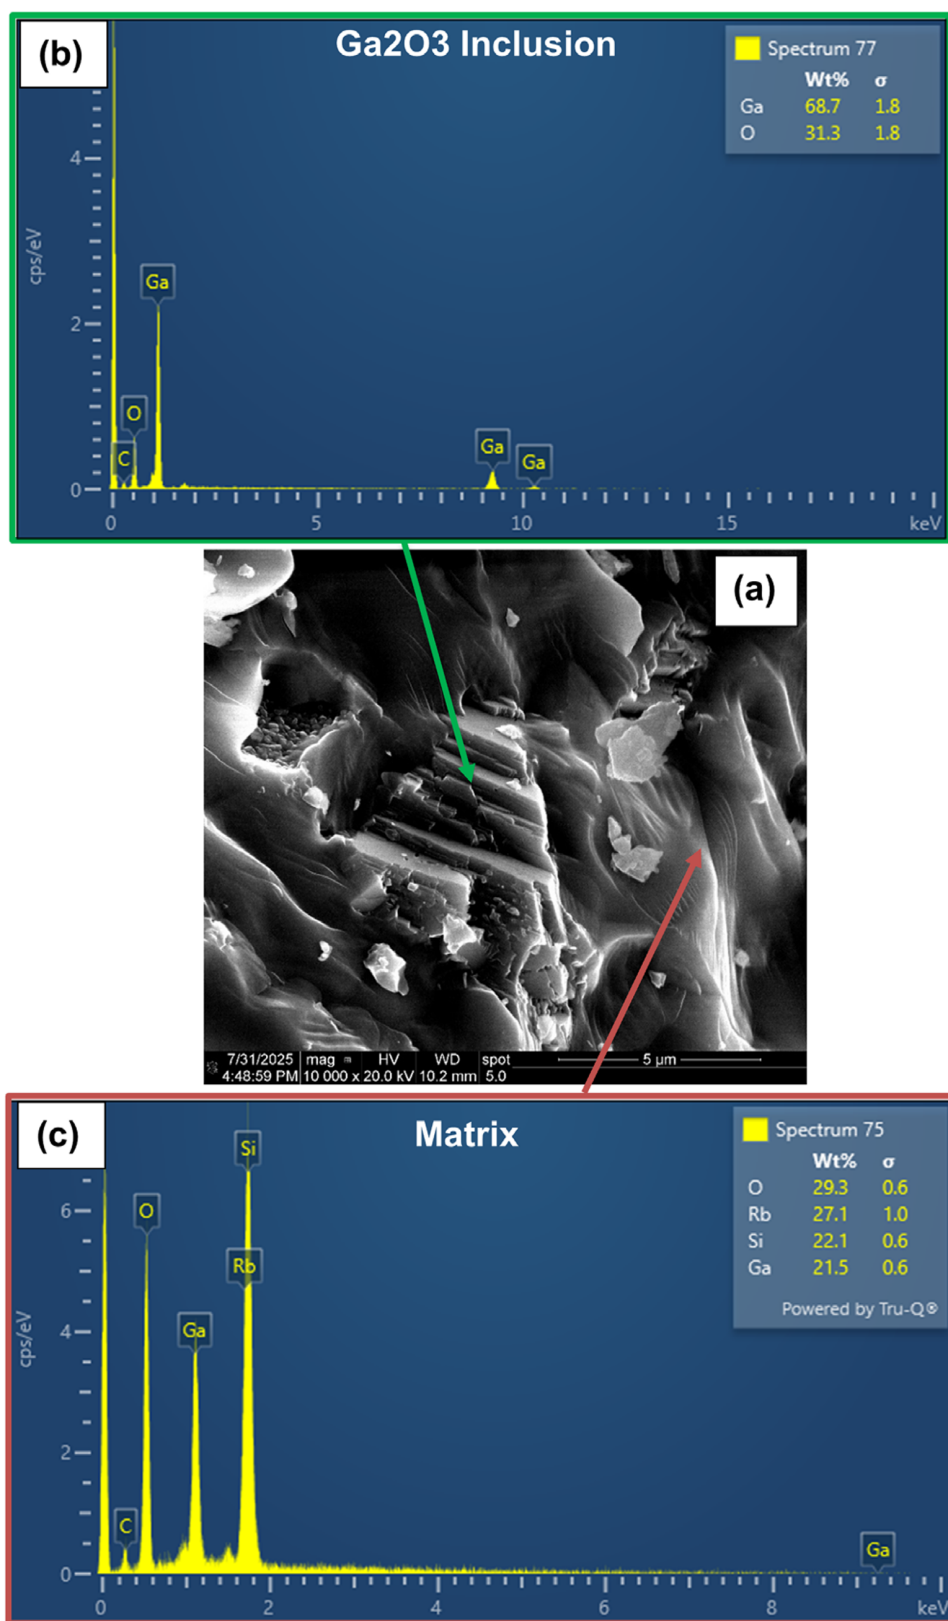 (b)
Ga2O3 Inclusion
Spectrum 77
Wt% σ
Ga 68.7 1.8
O 31.3 1.8
cps/eV
4
2
0
Ga
O
C
Ga
Ga
0 5 10 15 keV
(a)
7/31/2025 mag HV WD spot
4:48:59 PM 10 000 x 20.0 kV 10.2 mm 5.0
5 µm
(c)
Matrix
Spectrum 75
Wt% σ
O 29.3 0.6
Rb 27.1 1.0
Si 22.1 0.6
Ga 21.5 0.6
Powered by Tru-Q®
cps/eV
6
4
2
0
Si
O
Rb
Ga
C
Ga
0 2 4 6 8 keV